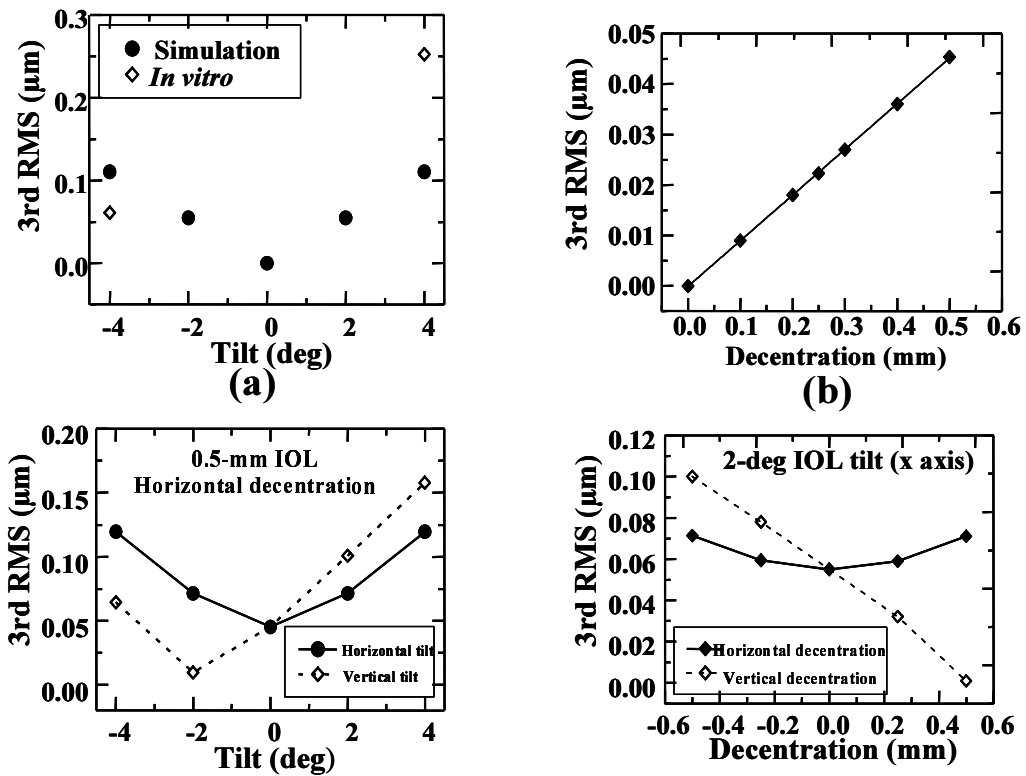 0.3
0.2
0.1
0.0
3rd RMS (μm)
Simulation
In vitro
-4 -2 0 2 4
Tilt (deg)
(a)
0.05
0.04
0.03
0.02
0.01
0.00
3rd RMS (μm)
0.0 0.1 0.2 0.3 0.4 0.5 0.6
Decentration (mm)
(b)
0.20
0.15
0.10
0.05
0.00
3rd RMS (μm)
0.5-mm IOL
Horizontal decentration
Horizontal tilt
Vertical tilt
-4 -2 0 2 4
Tilt (deg)
0.12
0.10
0.08
0.06
0.04
0.02
0.00
3rd RMS (μm)
2-deg IOL tilt (x axis)
Horizontal decentration
Vertical decentration
-0.6 -0.4 -0.2 0.0 0.2 0.4 0.6
Decentration (mm)